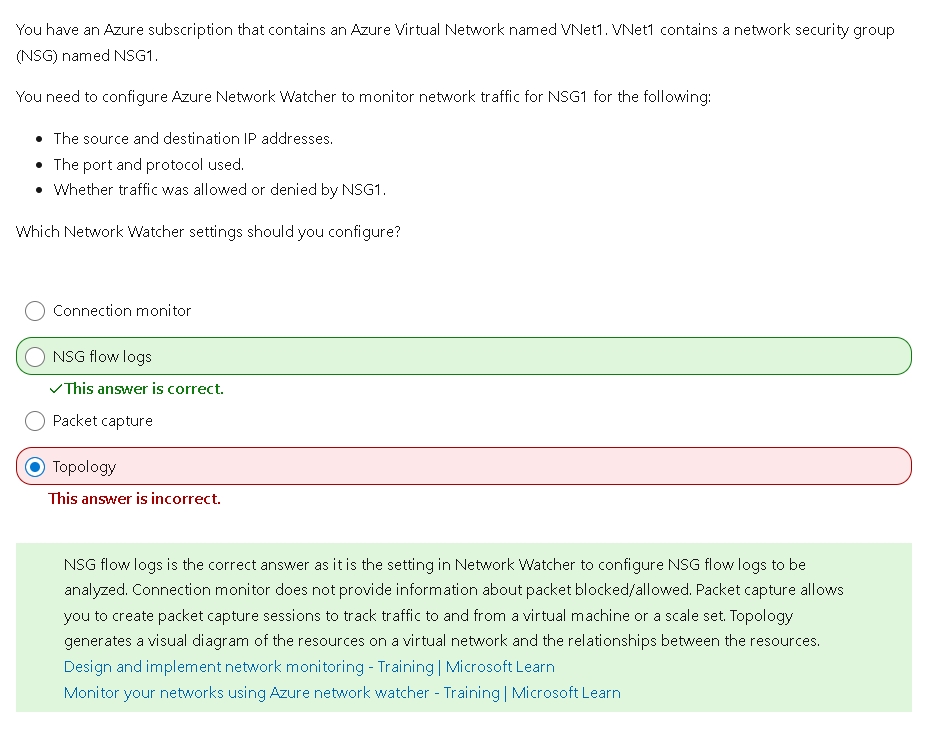 You have an Azure subscription that contains an Azure Virtual Network named VNet1. VNet1 contains a network security group
(NSG) named NSG1.
You need to configure Azure Network Watcher to monitor network traffic for NSG1 for the following:
• The source and destination IP addresses.
• The port and protocol used.
• Whether traffic was allowed or denied by NSG1.
Which Network Watcher settings should you configure?
Connection monitor
NSG flow logs
✓This answer is correct.
Packet capture
Topology
This answer is incorrect.
NSG flow logs is the correct answer as it is the setting in Network Watcher to configure NSG flow logs to be
analyzed. Connection monitor does not provide information about packet blocked/allowed. Packet capture allows
you to create packet capture sessions to track traffic to and from a virtual machine or a scale set. Topology
generates a visual diagram of the resources on a virtual network and the relationships between the resources.
Design and implement network monitoring - Training | Microsoft Learn
Monitor your networks using Azure network watcher - Training | Microsoft Learn